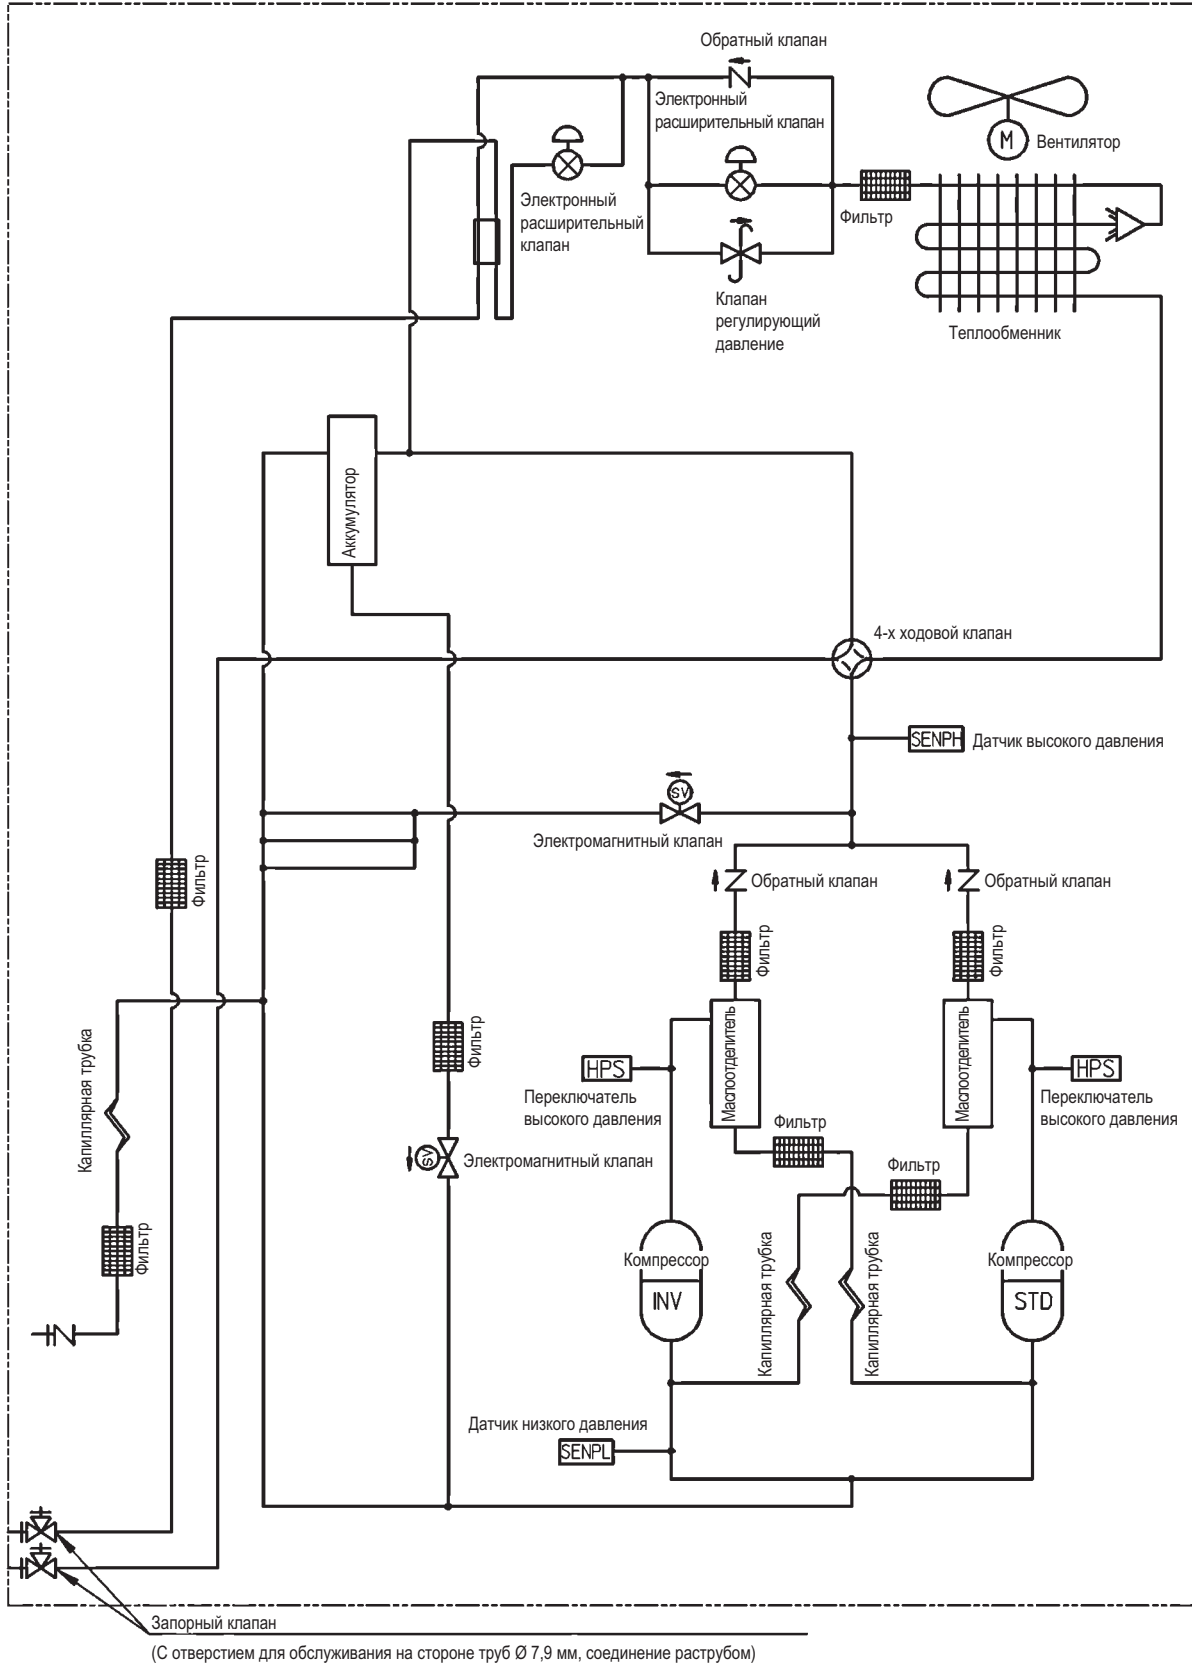 Обратный клапан
Электронный
расширительный клапан
M
Вентилятор
Электронный
расширительный
клапан
Фильтр
Клапан
регулирующий
давление
Теплообменник
Аккумулятор
4-х ходовой клапан
SENPH
Датчик высокого давления
SV
Электромагнитный клапан
Обратный клапан
Обратный клапан
Фильтр
Фильтр
Фильтр
Капиллярная трубка
Фильтр
Маслоотделитель
Маслоотделитель
HPS
Переключатель
высокого давления
HPS
Переключатель
высокого давления
Фильтр
SV
Электромагнитный клапан
Фильтр
Фильтр
Компрессор
INV
Капиллярная трубка
Капиллярная трубка
Компрессор
STD
Датчик низкого давления
SENPL
Запорный клапан
(С отверстием для обслуживания на стороне труб Ø 7,9 мм, соединение раструбом)